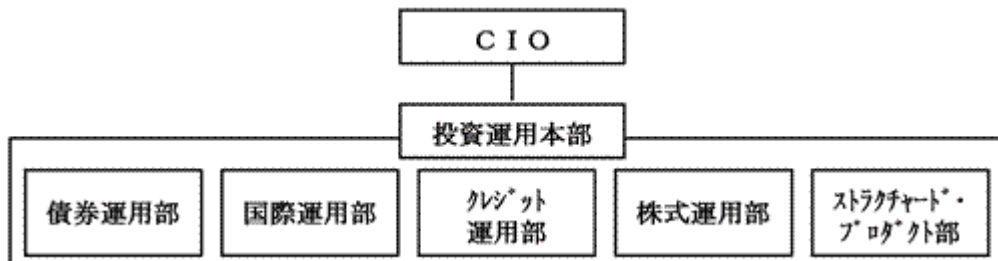 ＣＩＯ
投資運用本部
債券運用部
国際運用部
ｸﾚｼﾞｯﾄ
運用部
株式運用部
ｽﾄﾗｸﾁｬｰﾄﾞ・
ﾌﾟﾛﾀﾞｸﾄ部